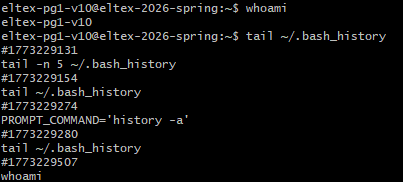 eltex-pg1-v10@eltex-2026-spring:~$ whoami
eltex-pg1-v10
eltex-pg1-v10@eltex-2026-spring:~$ tail ~/.bash_history
#1773229131
tail -n 5 ~/.bash_history
#1773229154
tail ~/.bash_history
#1773229274
PROMPT_COMMAND='history -a'
#1773229280
tail ~/.bash_history
#1773229507
whoami